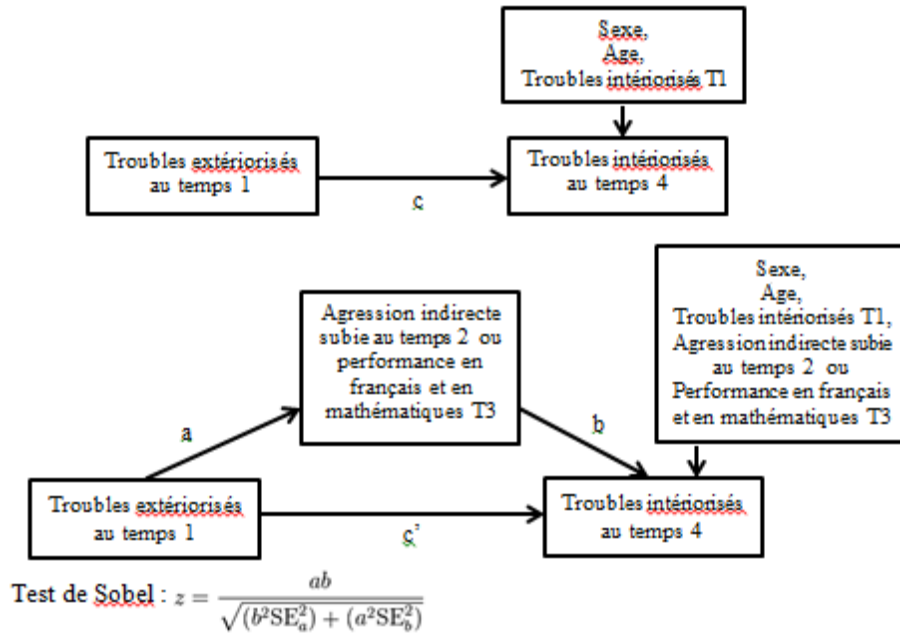 Sexe,
Age,
Troubles intériorisés T1
Troubles extériorisés
au temps 1
Troubles intériorisés
au temps 4
c
Sexe,
Age,
Troubles intériorisés T1,
Agression indirecte subie
au temps 2 ou
Performance en français
et en mathématiques T3
Agression indirecte
subie au temps 2 ou
performance en
français et en
mathématiques T3
a
b
Troubles extériorisés
au temps 1
Troubles intériorisés
au temps 4
c'
Test de Sobel : z = ab / √(b²SEₐ²) + (a²SE_b²)